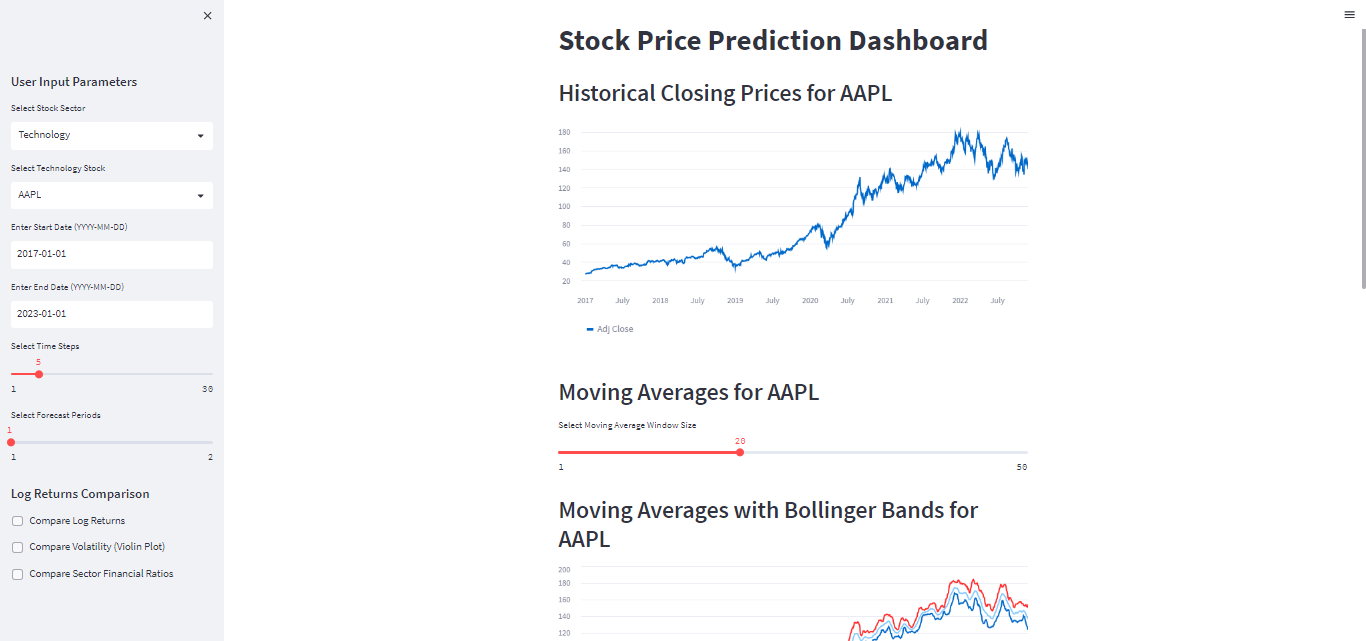 User Input Parameters
Select Stock Sector
Technology
Select Technology Stock
AAPL
Enter Start Date (YYYY-MM-DD)
2017-01-01
Enter End Date (YYYY-MM-DD)
2023-01-01
Select Time Steps
5
1 30
Select Forecast Periods
1
1 2
Log Returns Comparison
Compare Log Returns
Compare Volatility (Violin Plot)
Compare Sector Financial Ratios
Stock Price Prediction Dashboard
Historical Closing Prices for AAPL
180
160
140
120
100
80
60
40
20
2017 July 2018 July 2019 July 2020 July 2021 July 2022 July
Adj Close
Moving Averages for AAPL
Select Moving Average Window Size
20
1 50
Moving Averages with Bollinger Bands for
AAPL
200
180
160
140
120